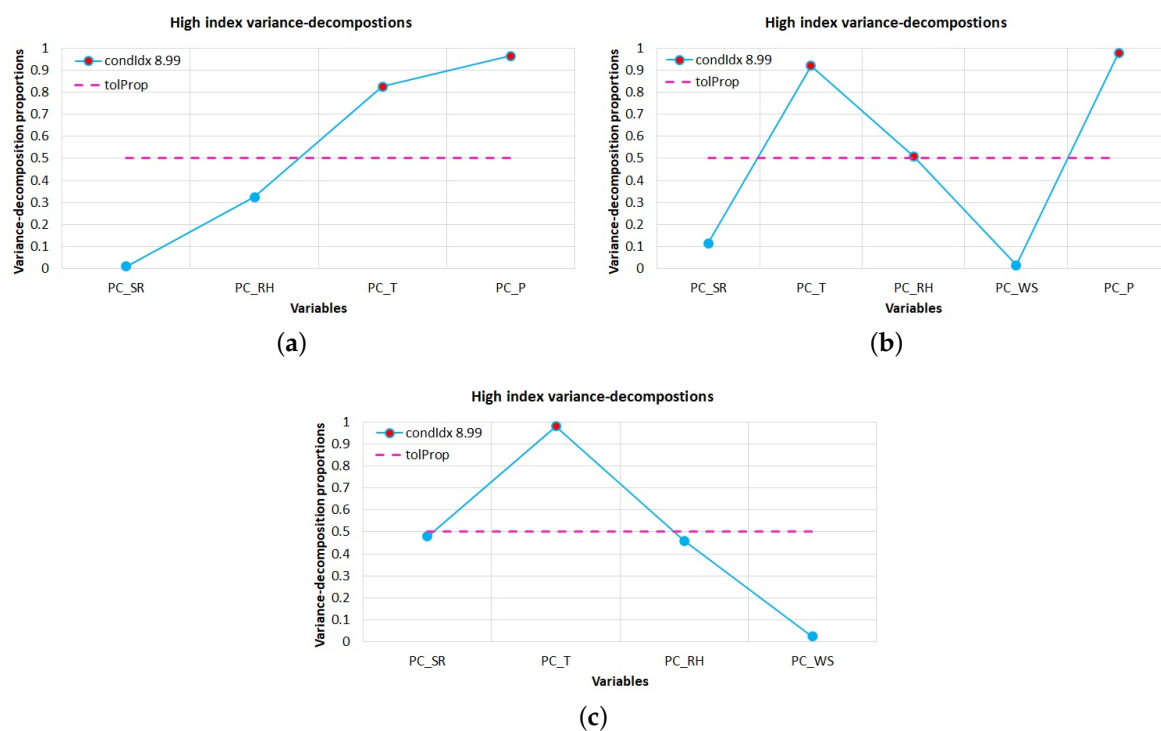 High index variance-decompostions
Variance-decomposition proportions
1
0.9
0.8
0.7
0.6
0.5
0.4
0.3
0.2
0.1
0
condIdx 8.99
tolProp
PC_SR PC_RH PC_T PC_P
Variables
(a)
High index variance-decompostions
Variance-decomposition proportions
1
0.9
0.8
0.7
0.6
0.5
0.4
0.3
0.2
0.1
0
condIdx 8.99
tolProp
PC_SR PC_T PC_RH PC_WS PC_P
Variables
(b)
High index variance-decompostions
Variance-decomposition proportions
1
0.9
0.8
0.7
0.6
0.5
0.4
0.3
0.2
0.1
0
condIdx 8.99
tolProp
PC_SR PC_T PC_RH PC_WS
Variables
(c)